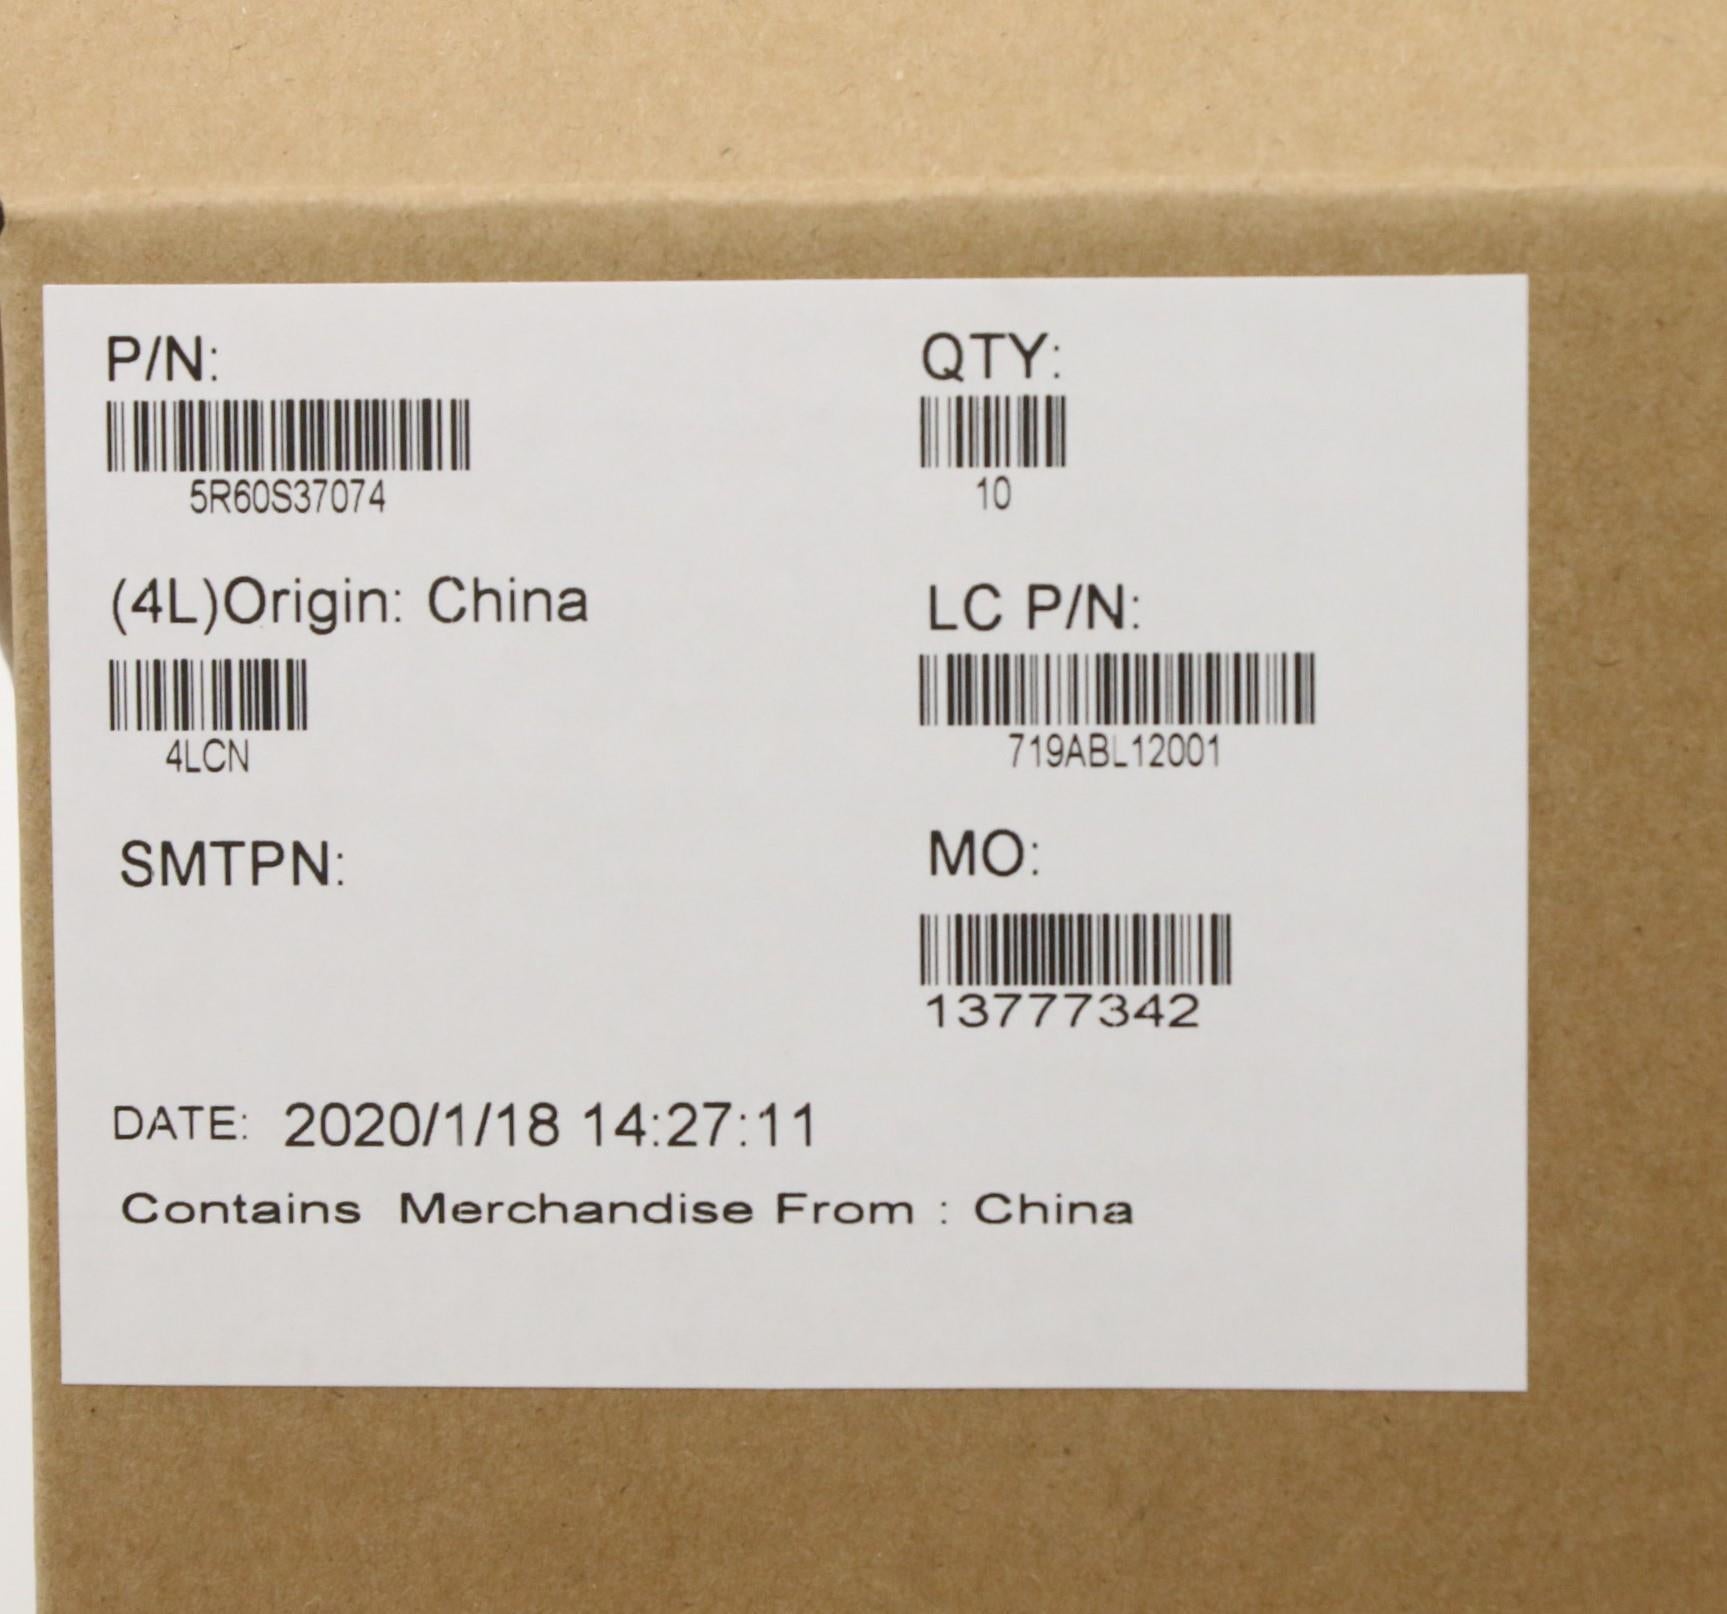 P/N:
QTY:
5R60S37074
10
(4L)Origin: China
LC P/N:
4LCN
719ABL12001
SMTPN:
MO:
13777342
DATE: 2020/1/18 14:27:11
Contains Merchandise From : China